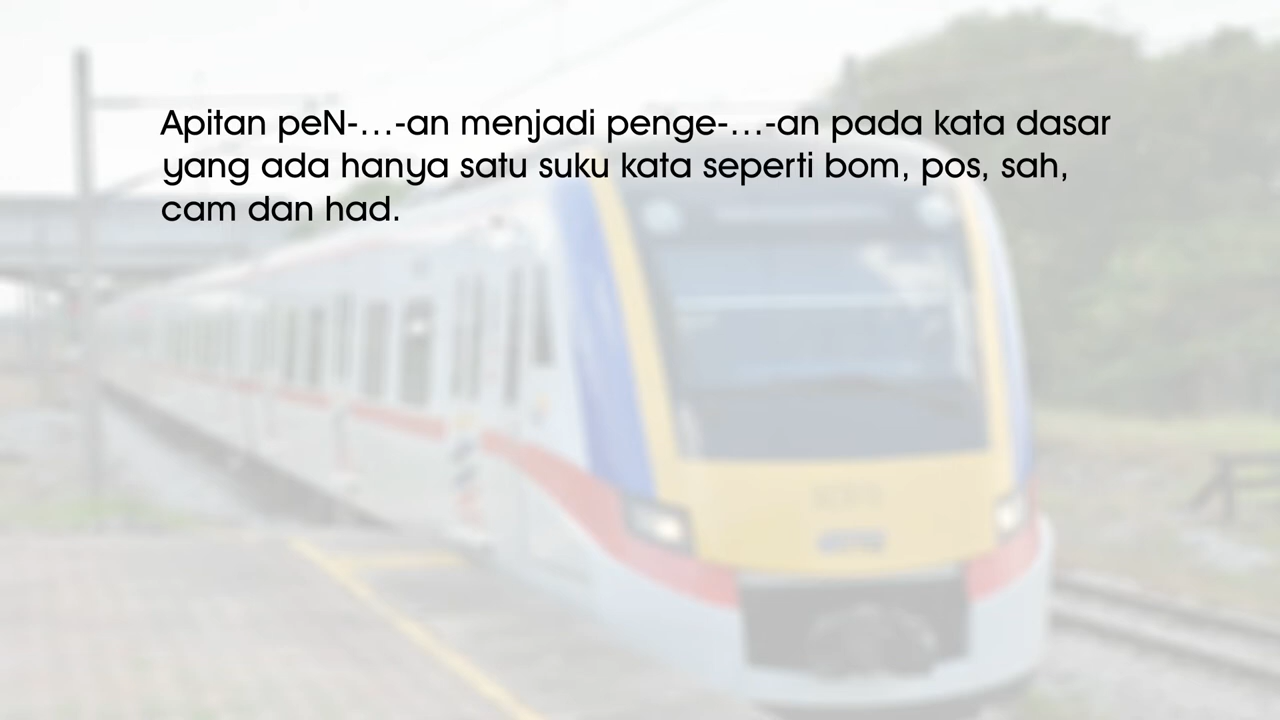 Apitan peN-...-an menjadi penge-...-an pada kata dasar
yang ada hanya satu suku kata seperti bom, pos, sah,
cam dan had.